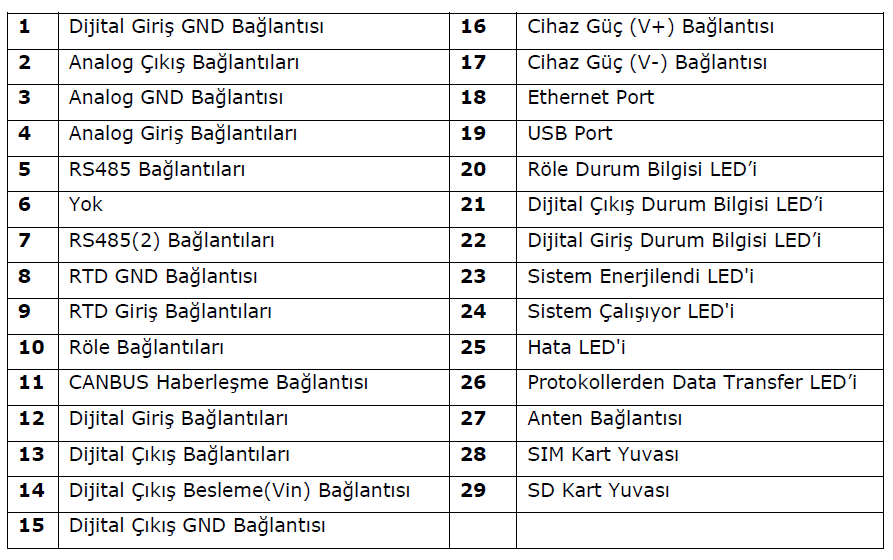 1 Dijital Giriş GND Bağlantısı 16 Cihaz Güç (V+) Bağlantısı
2 Analog Çıkış Bağlantıları 17 Cihaz Güç (V-) Bağlantısı
3 Analog GND Bağlantısı 18 Ethernet Port
4 Analog Giriş Bağlantıları 19 USB Port
5 RS485 Bağlantıları 20 Röle Durum Bilgisi LED’i
6 Yok 21 Dijital Çıkış Durum Bilgisi LED’i
7 RS485(2) Bağlantıları 22 Dijital Giriş Durum Bilgisi LED’i
8 RTD GND Bağlantısı 23 Sistem Enerjilendi LED'i
9 RTD Giriş Bağlantıları 24 Sistem Çalışıyor LED'i
10 Röle Bağlantıları 25 Hata LED'i
11 CANBUS Haberleşme Bağlantısı 26 Protokollerden Data Transfer LED’i
12 Dijital Giriş Bağlantıları 27 Anten Bağlantısı
13 Dijital Çıkış Bağlantıları 28 SIM Kart Yuvası
14 Dijital Çıkış Besleme(Vin) Bağlantısı 29 SD Kart Yuvası
15 Dijital Çıkış GND Bağlantısı